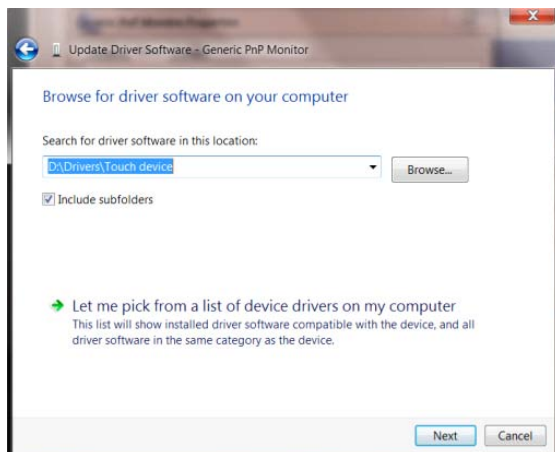 Update Driver Software - Generic PnP Monitor
Browse for driver software on your computer
Search for driver software in this location:
D:\Drivers\Touch device
Browse...
Include subfolders
Let me pick from a list of device drivers on my computer
This list will show installed driver software compatible with the device, and all
driver software in the same category as the device.
Next
Cancel